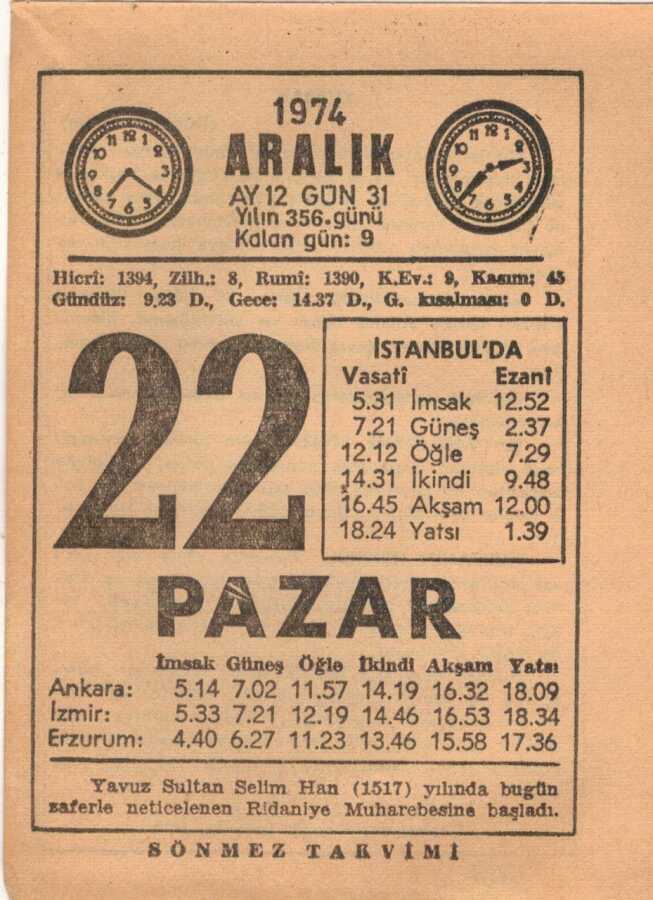 1974
ARALIK
AY 12 GÜN 31
Yılın 356.günü
Kalan gün: 9
Hicrî: 1394, Zilh.: 8, Rumî: 1390, K.Ev.: 9, Kasım: 45
Gündüz: 9.23 D., Gece: 14.37 D., G. kısalması: 0 D.
22
İSTANBUL'DA
Vasatî Ezanî
5.31 İmsak 12.52
7.21 Güneş 2.37
12.12 Öğle 7.29
14.31 İkindi 9.48
16.45 Akşam 12.00
18.24 Yatsı 1.39
PAZAR
İmsak Güneş Öğle İkindi Akşam Yatsı
Ankara: 5.14 7.02 11.57 14.19 16.32 18.09
İzmir: 5.33 7.21 12.19 14.46 16.53 18.34
Erzurum: 4.40 6.27 11.23 13.46 15.58 17.36
Yavuz Sultan Selim Han (1517) yılında bugün
zaferle neticelenen Ridaniye Muharebesine başladı.
SÖNMEZ TAKVİMİ